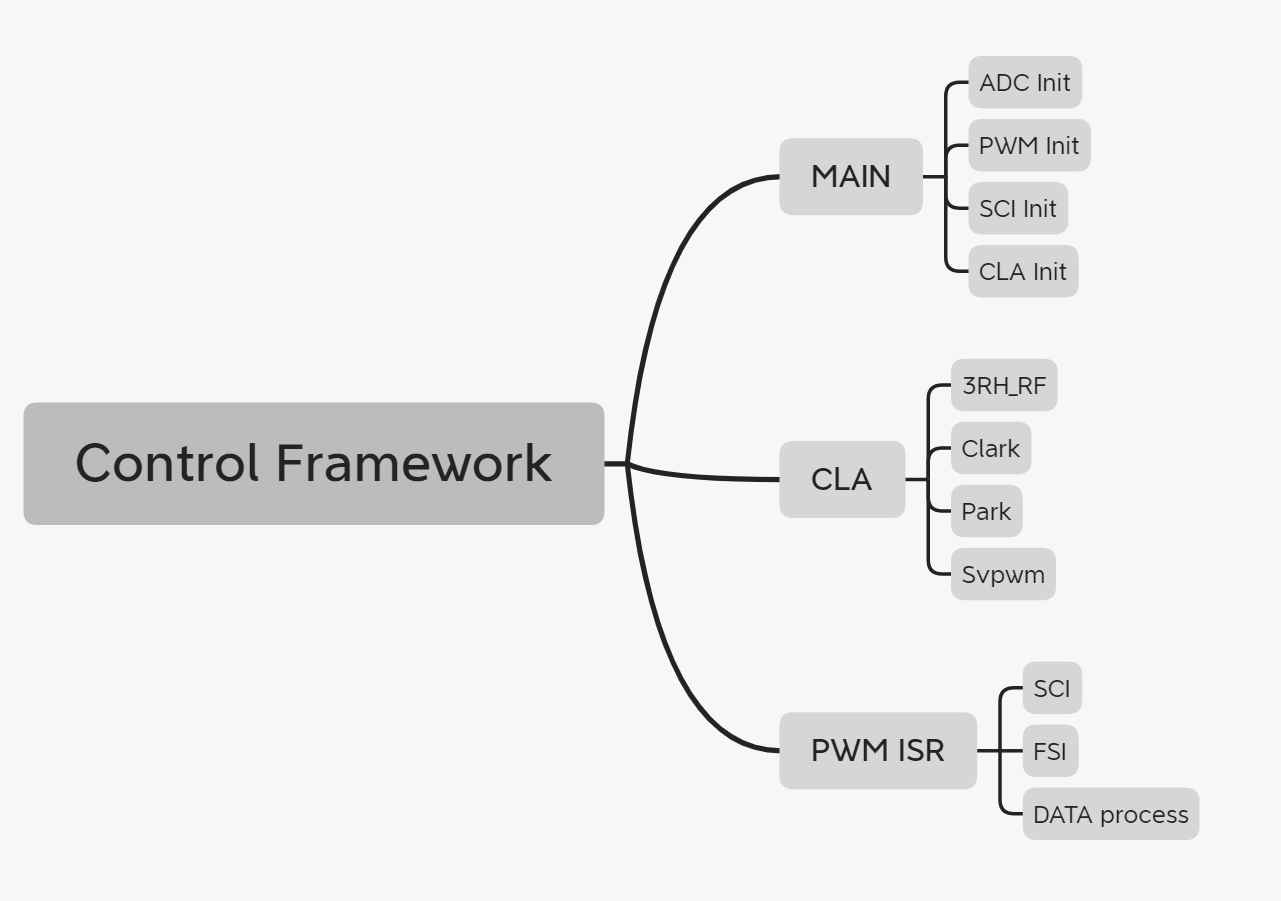 Control Framework
MAIN
ADC Init
PWM Init
SCI Init
CLA Init
CLA
3RH_RF
Clark
Park
Svpwm
PWM ISR
SCI
FSI
DATA process